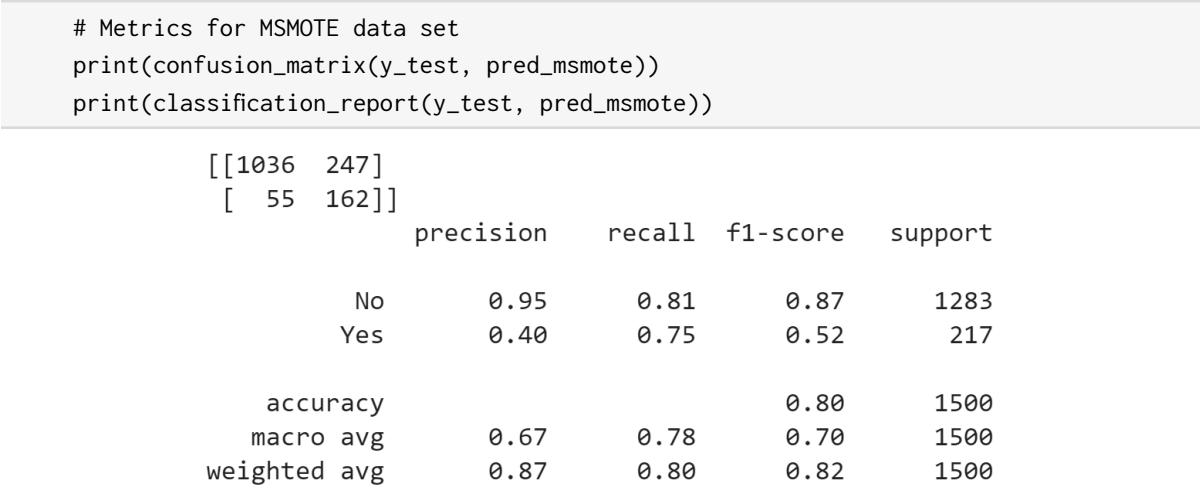 # Metrics for MSMOTE data set
print(confusion_matrix(y_test, pred_msmote))
print(classification_report(y_test, pred_msmote))
[[1036  247]
 [  55  162]]
              precision    recall  f1-score   support
          No       0.95      0.81      0.87      1283
         Yes       0.40      0.75      0.52       217
    accuracy                           0.80      1500
   macro avg       0.67      0.78      0.70      1500
weighted avg       0.87      0.80      0.82      1500